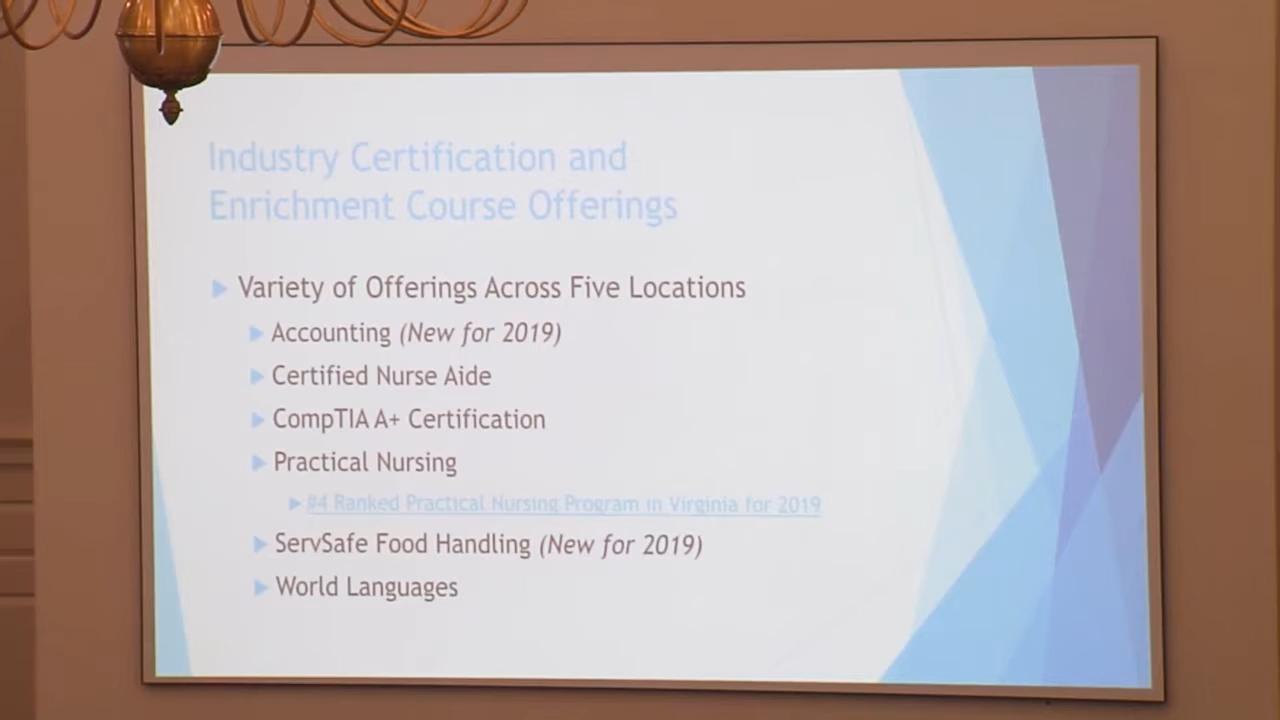 Industry Certification and
Enrichment Course Offerings
Variety of Offerings Across Five Locations
Accounting (New for 2019)
Certified Nurse Aide
CompTIA A+ Certification
Practical Nursing
#4 Ranked Practical Nursing Program in Virginia for 2019
ServSafe Food Handling (New for 2019)
World Languages